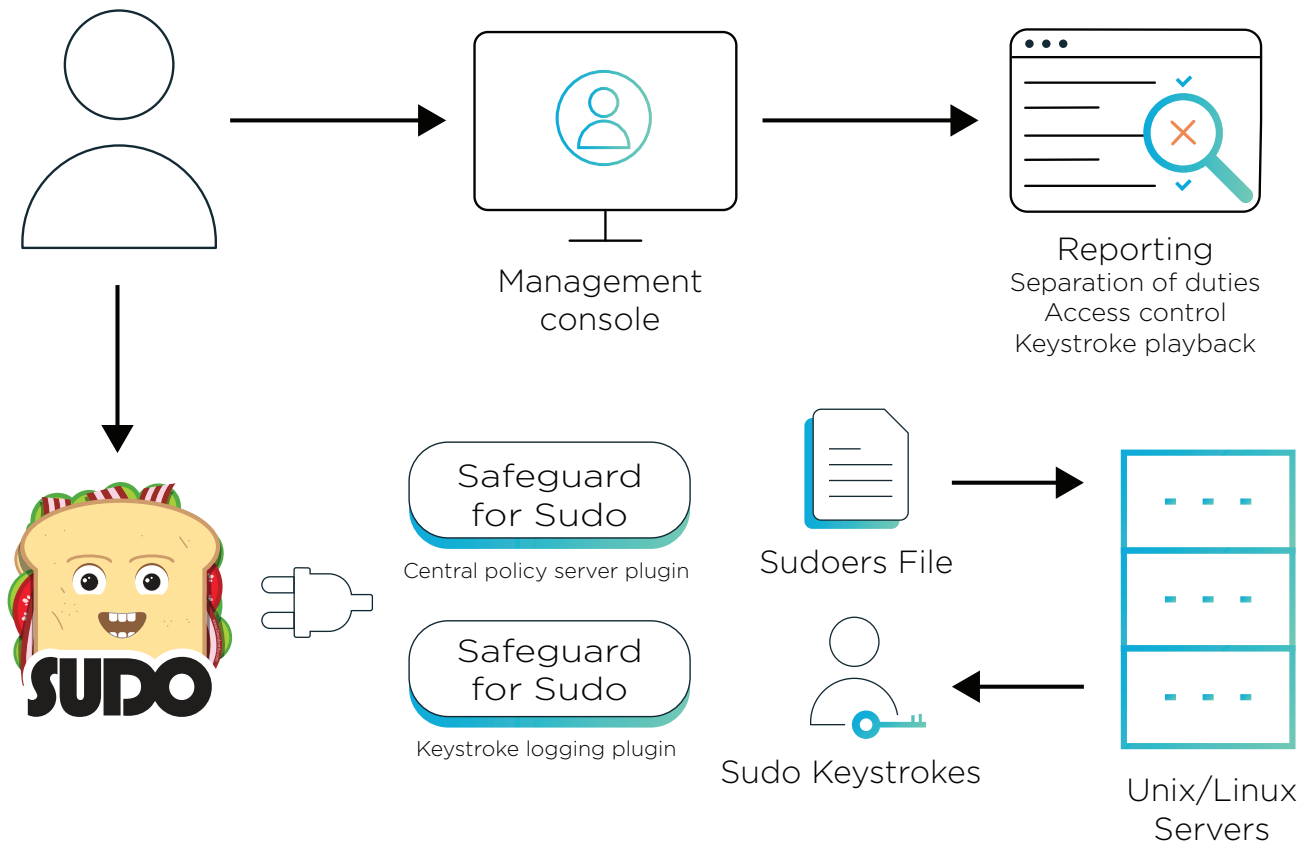 Management
console
Reporting
Separation of duties
Access control
Keystroke playback
SUDO
Safeguard
for Sudo
Central policy server plugin
Safeguard
for Sudo
Keystroke logging plugin
Sudoers File
Sudo Keystrokes
Unix/Linux
Servers